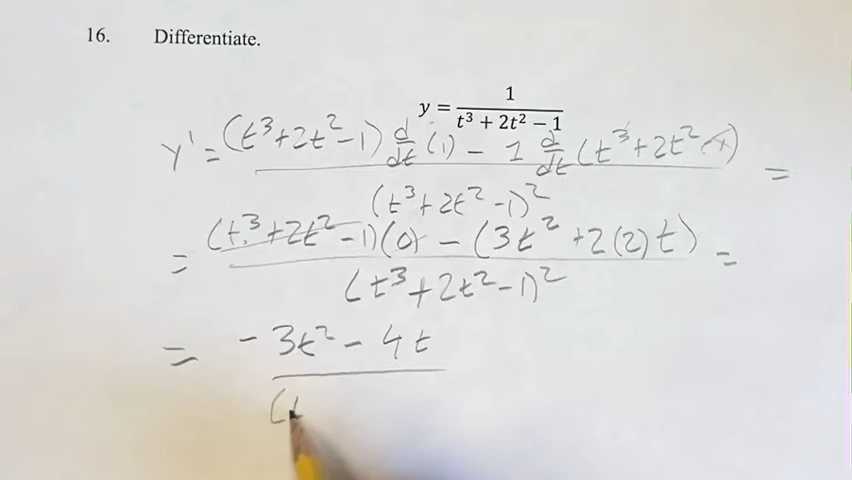 16. Differentiate.
y = 1 / (t³ + 2t² − 1)
y' = (t³+2t²-1) d/dt (1) - 1 d/dt (t³+2t²-1) / (t³+2t²-1)² =
= (t³+2t²-1)(0) - (3t²+2(2)t) / (t³+2t²-1)² =
= -3t² - 4t / (t